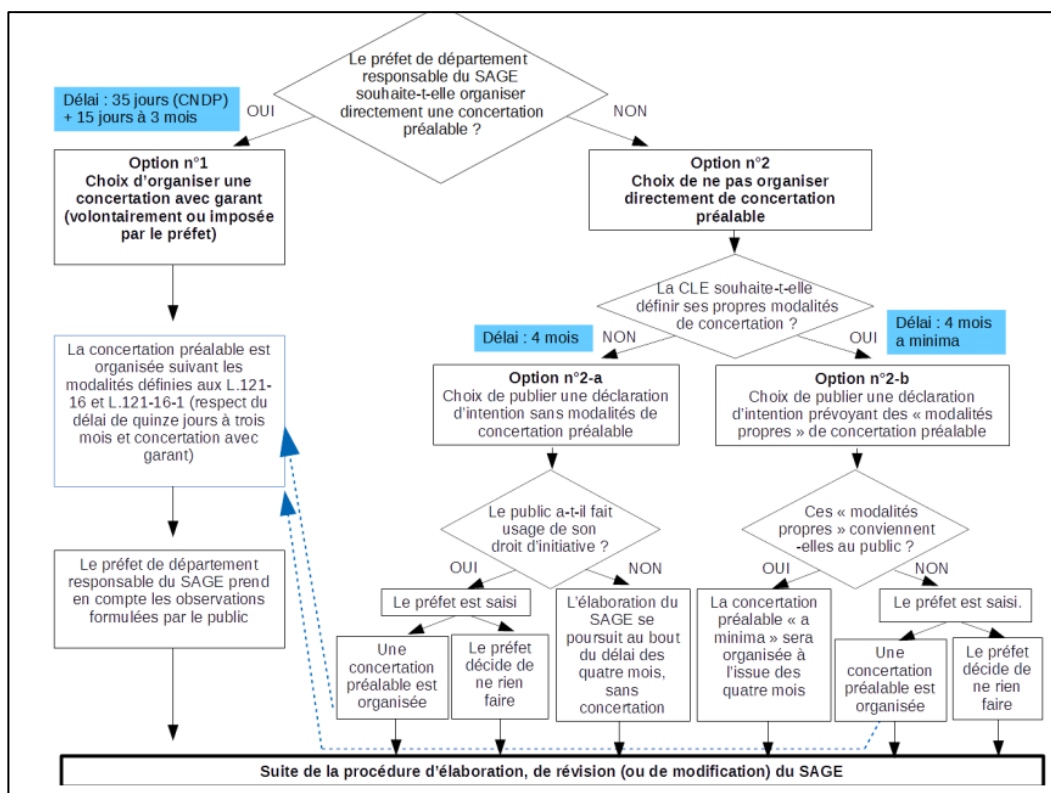 Le préfet de département
responsable du SAGE
souhaite-t-elle organiser
directement une concertation
préalable ?
Délai : 35 jours (CNDP)
+ 15 jours à 3 mois
OUI
NON
Option n°1
Choix d'organiser une
concertation avec garant
(volontairement ou imposée
par le préfet)
Option n°2
Choix de ne pas organiser
directement de concertation
préalable
La CLE souhaite-t-elle
définir ses propres modalités
de concertation ?
Délai : 4 mois
NON
OUI
Délai : 4 mois
a minima
La concertation préalable est
organisée suivant les
modalités définies aux L.121-
16 et L.121-16-1 (respect du
délai de quinze jours à trois
mois et concertation avec
garant)
Option n°2-a
Choix de publier une déclaration
d'intention sans modalités de
concertation préalable
Option n°2-b
Choix de publier une déclaration
d'intention prévoyant des « modalités
propres » de concertation préalable
Le public a-t-il fait
usage de son
droit d'initiative ?
Ces « modalités
propres » conviennent
-elles au public ?
Le préfet de département
responsable du SAGE prend
en compte les observations
formulées par le public
OUI
NON
OUI
NON
Le préfet est saisi
L'élaboration du
SAGE se
poursuit au bout
du délai des
quatre mois,
sans
concertation
La concertation
préalable « a
minima » sera
organisée à
l'issue des
quatre mois
Le préfet est saisi.
Une
concertation
préalable est
organisée
Le préfet
décide de
ne rien
faire
Une
concertation
préalable est
organisée
Le préfet
décide de
ne rien
faire
Suite de la procédure d'élaboration, de révision (ou de modification) du SAGE